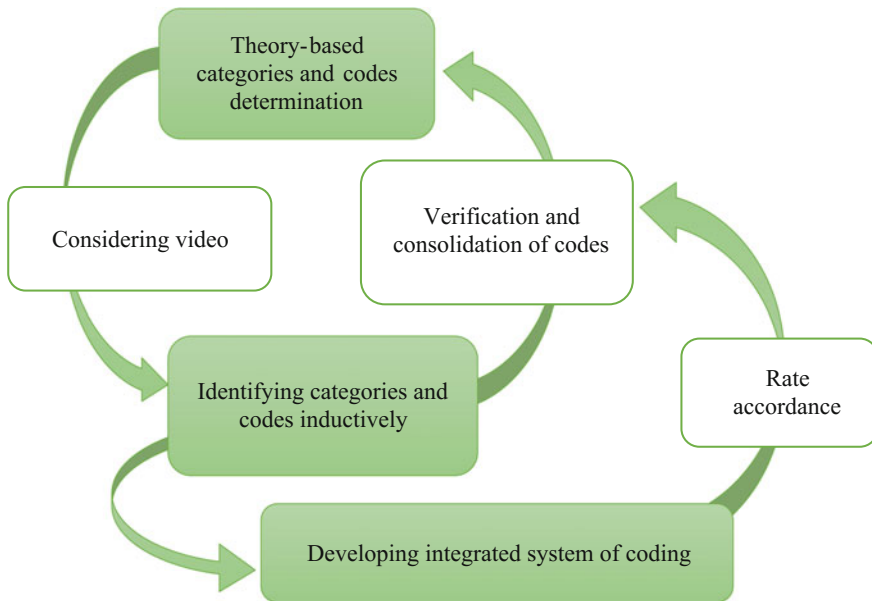 Theory-based
categories and codes
determination
Considering video
Verification and
consolidation of codes
Identifying categories and
codes inductively
Rate
accordance
Developing integrated system of coding